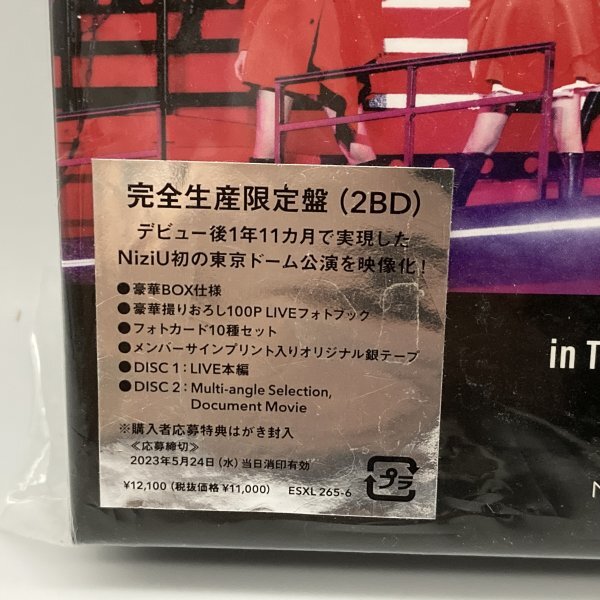 完全生産限定盤 (2BD)
デビュー後1年11カ月で実現した
NiziU初の東京ドーム公演を映像化!
●豪華BOX仕様
●豪華撮りおろし100P LIVEフォトブック
●フォトカード10種セット
●メンバーサインプリント入りオリジナル銀テープ
●DISC 1：LIVE本編
●DISC 2：Multi-angle Selection,
Document Movie
※購入者応募特典はがき封入
≪応募締切≫
2023年5月24日(水)当日消印有効
¥12,100 (税抜価格 ¥11,000) ESXL 265-6
プラ
in T
N